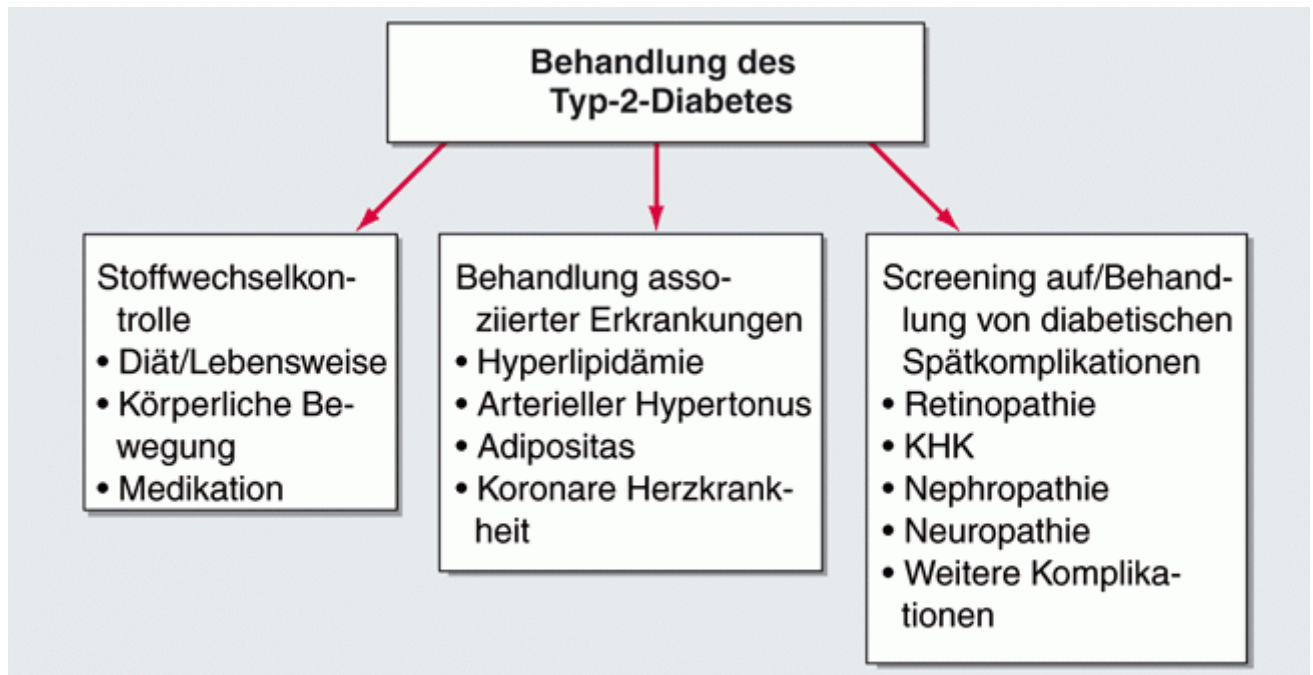 Behandlung des
Typ-2-Diabetes
Stoffwechselkon-
trolle
• Diät/Lebensweise
• Körperliche Be-
wegung
• Medikation
Behandlung asso-
ziierter Erkrankungen
• Hyperlipidämie
• Arterieller Hypertonus
• Adipositas
• Koronare Herzkrank-
heit
Screening auf/Behand-
lung von diabetischen
Spätkomplikationen
• Retinopathie
• KHK
• Nephropathie
• Neuropathie
• Weitere Komplika-
tionen